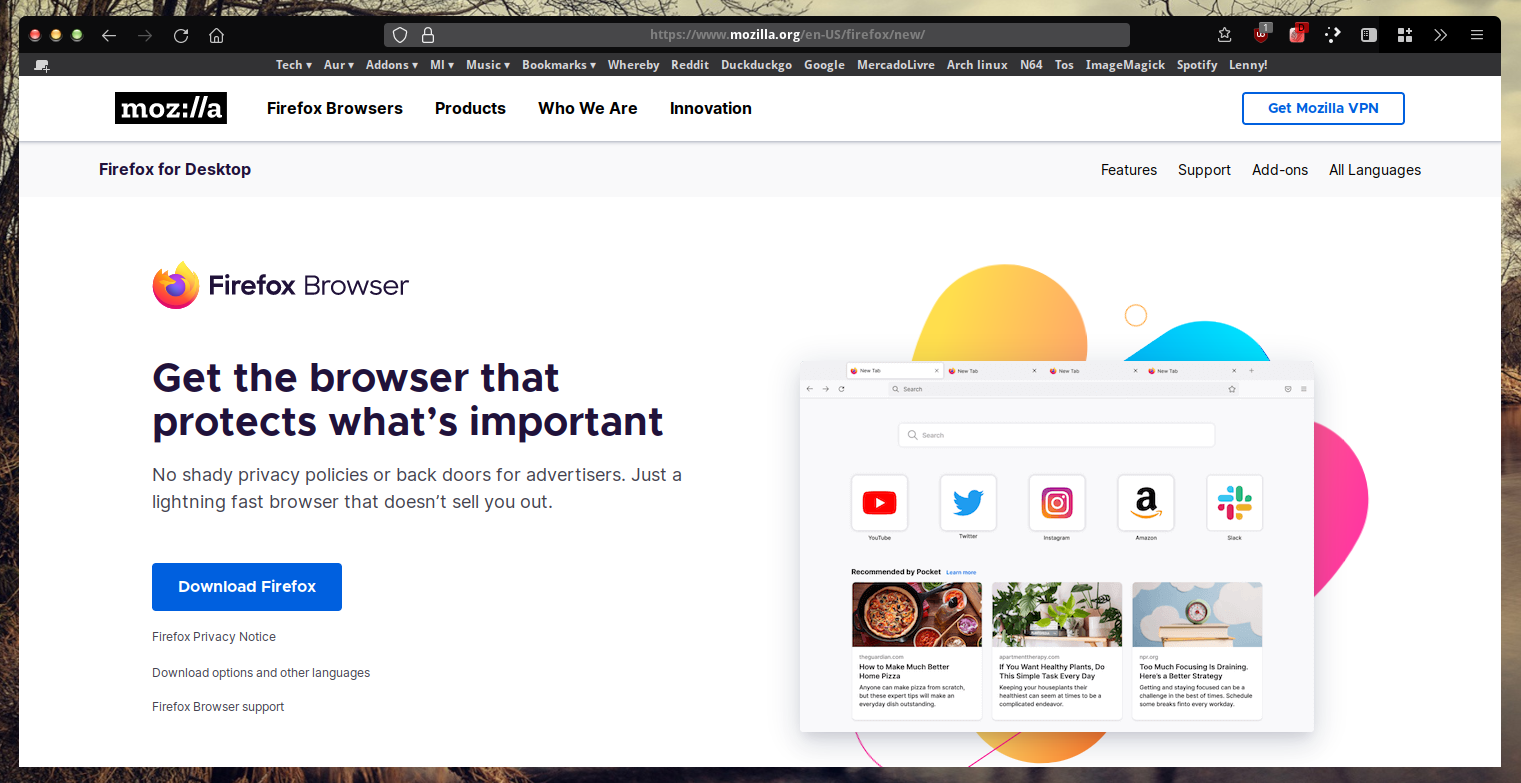 https://www.mozilla.org/en-US/firefox/new/
1
Tech ▾ Aur ▾ Addons ▾ Ml ▾ Music ▾ Bookmarks ▾ Whereby Reddit Duckduckgo Google MercadoLivre Arch linux N64 Tos ImageMagick Spotify Lenny!
moz://a Firefox Browsers Products Who We Are Innovation Get Mozilla VPN
Firefox for Desktop Features Support Add-ons All Languages
Firefox Browser
Get the browser that
protects what's important
No shady privacy policies or back doors for advertisers. Just a
lightning fast browser that doesn't sell you out.
Download Firefox
Firefox Privacy Notice
Download options and other languages
Firefox Browser support
New Tab New Tab New Tab New Tab
Search
Search
YouTube Twitter Instagram Amazon Slack
Recommended by Pocket Learn more
theguardian.com
How to Make Much Better
Home Pizza
Anyone can make pizza from scratch,
but these expert tips will make an
everyday dish outstanding.
apartmenttherapy.com
If You Want Healthy Plants, Do
This Simple Task Every Day
Keeping your houseplants their
healthiest can seem at times to be a
complicated endeavor.
npr.org
Too Much Focusing Is Draining.
Here's a Better Strategy
Getting and staying focused can be a
challenge in the best of times. Schedule
some breaks finto every workday.